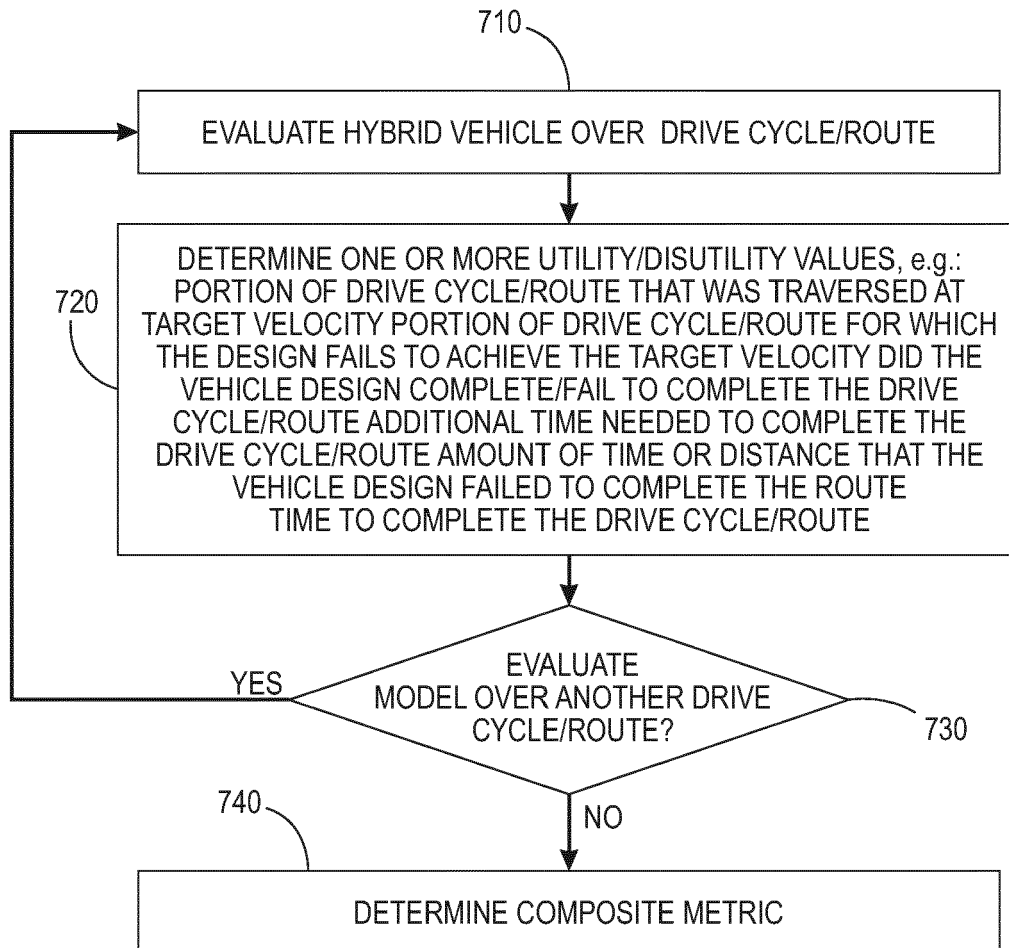 710
EVALUATE HYBRID VEHICLE OVER DRIVE CYCLE/ROUTE
720
DETERMINE ONE OR MORE UTILITY/DISUTILITY VALUES, e.g.:
PORTION OF DRIVE CYCLE/ROUTE THAT WAS TRAVERSED AT
TARGET VELOCITY PORTION OF DRIVE CYCLE/ROUTE FOR WHICH
THE DESIGN FAILS TO ACHIEVE THE TARGET VELOCITY DID THE
VEHICLE DESIGN COMPLETE/FAIL TO COMPLETE THE DRIVE
CYCLE/ROUTE ADDITIONAL TIME NEEDED TO COMPLETE THE
DRIVE CYCLE/ROUTE AMOUNT OF TIME OR DISTANCE THAT THE
VEHICLE DESIGN FAILED TO COMPLETE THE ROUTE
TIME TO COMPLETE THE DRIVE CYCLE/ROUTE
YES
EVALUATE
MODEL OVER ANOTHER DRIVE
CYCLE/ROUTE?
730
NO
740
DETERMINE COMPOSITE METRIC